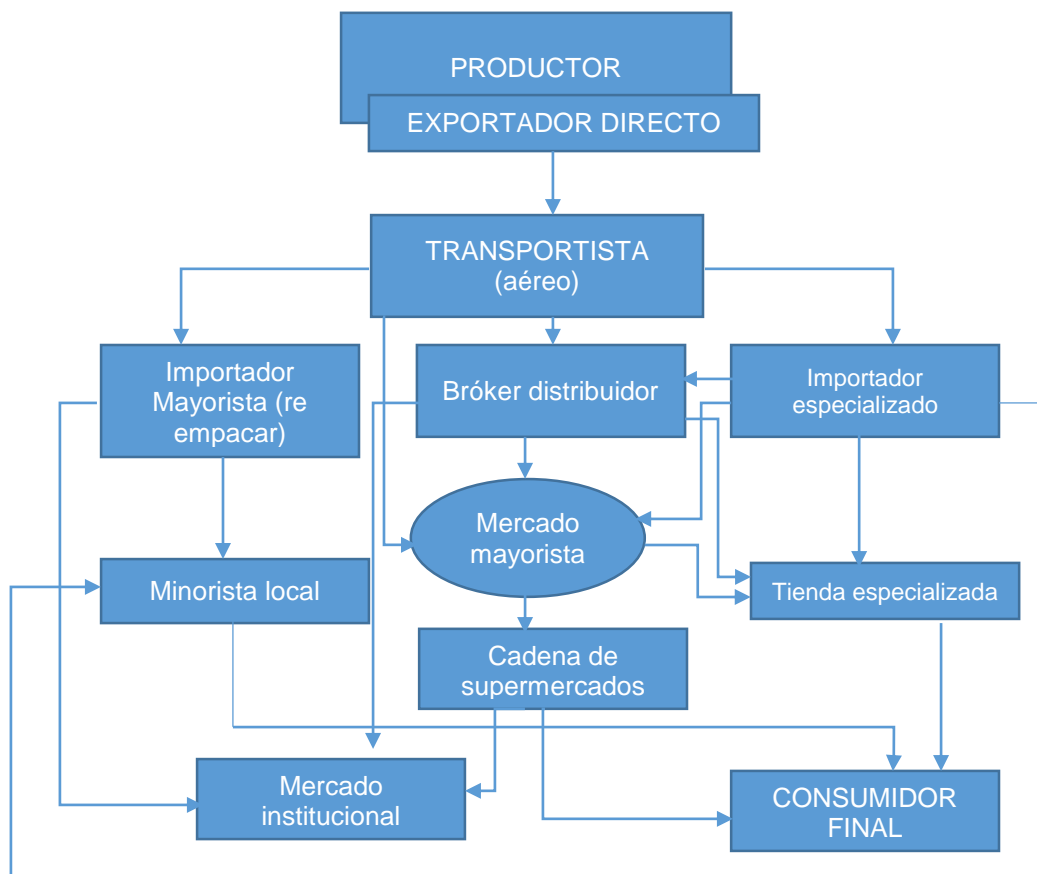 PRODUCTOR
EXPORTADOR DIRECTO
TRANSPORTISTA
(aéreo)
Importador
Mayorista (re
empacar)
Bróker distribuidor
Importador
especializado
Mercado
mayorista
Minorista local
Tienda especializada
Cadena de
supermercados
Mercado
institucional
CONSUMIDOR
FINAL